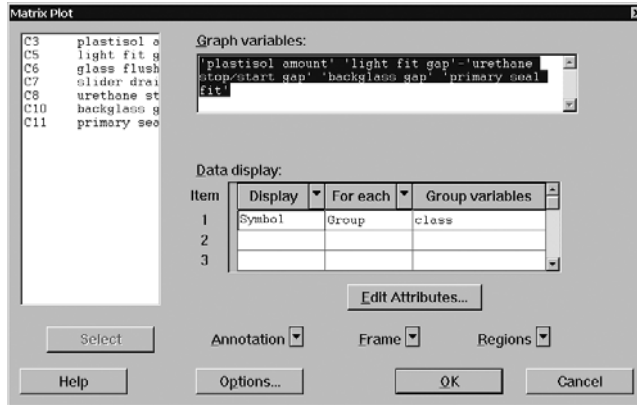 Matrix Plot
C3 plastisol a
C5 light fit g
C6 glass flush
C7 slider drai
C8 urethane st
C10 backglass g
C11 primary sea
Graph variables:
'plastisol amount' 'light fit gap'-'urethane
stop/start gap' 'backglass gap' 'primary seal
fit'
Data display:
Item Display For each Group variables
1 Symbol Group class
2
3
Edit Attributes...
Select
Annotation Frame Regions
Help Options... OK Cancel